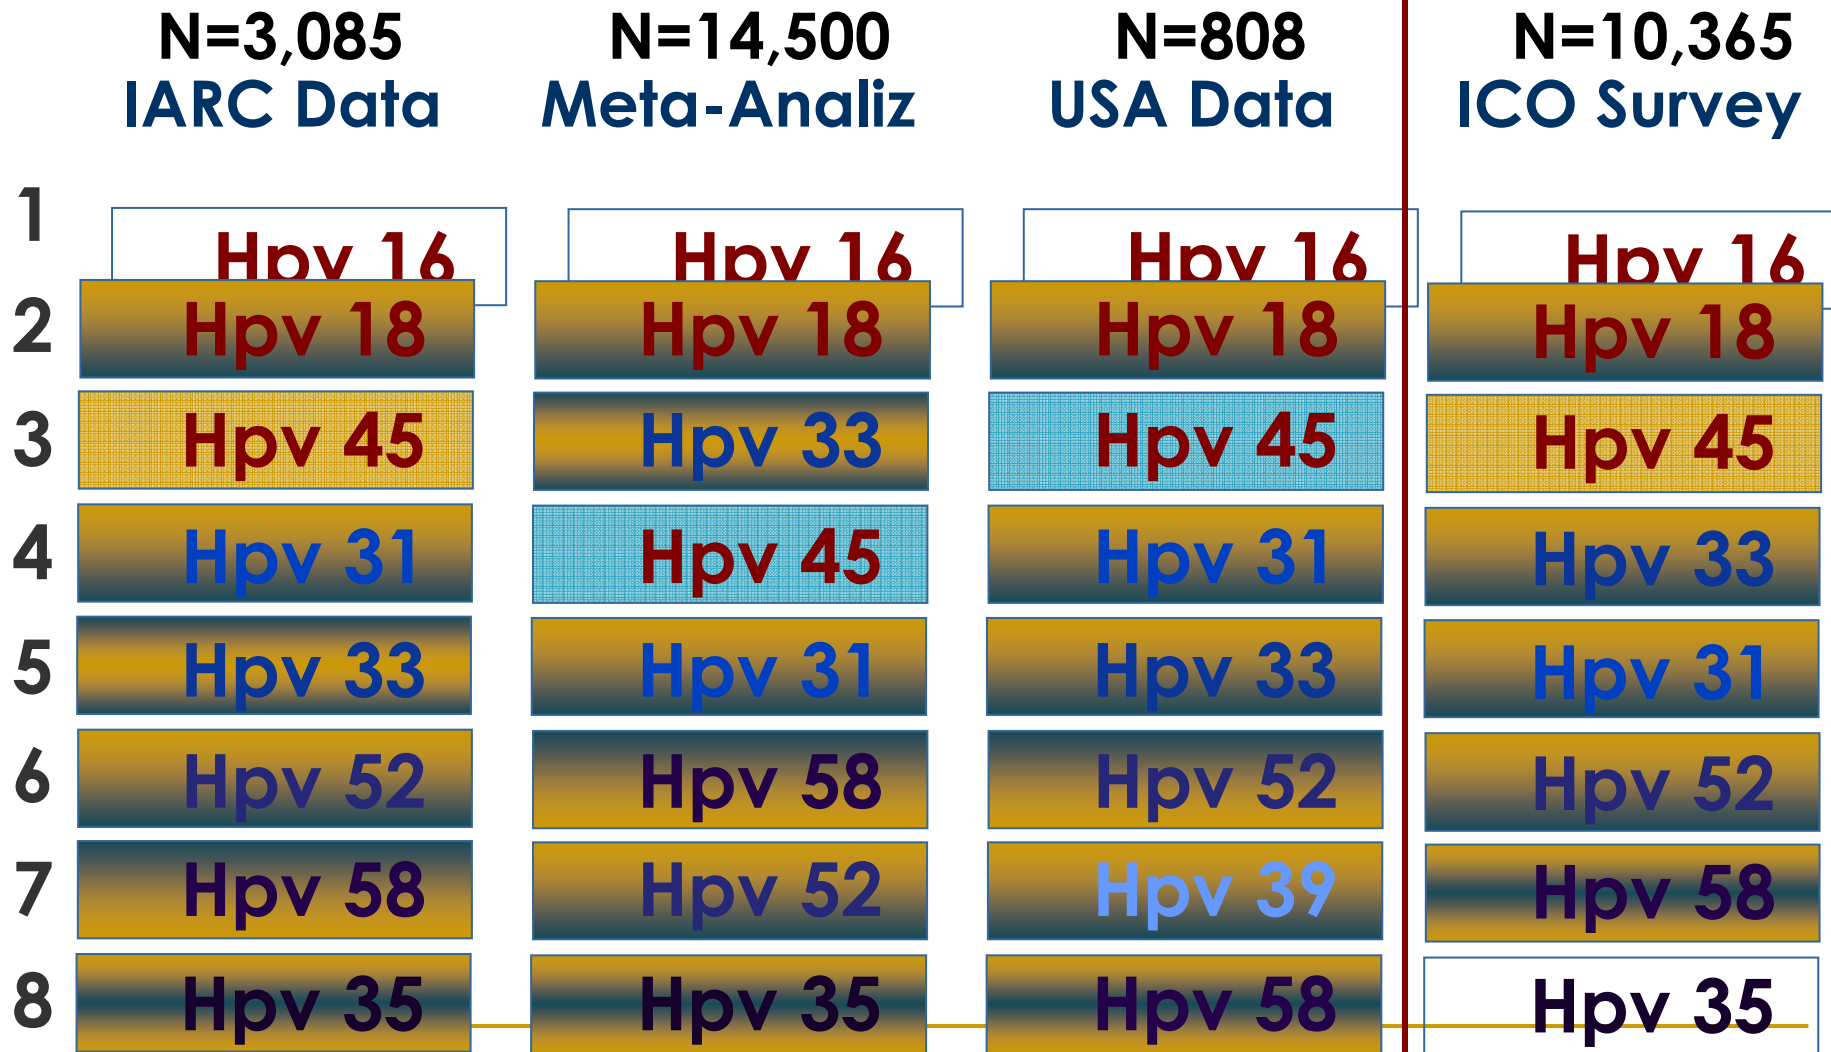 N=3,085 N=14,500 N=808 N=10,365
IARC Data Meta-Analiz USA Data ICO Survey
1 Hpv 16 Hpv 16 Hpv 16 Hpv 16
2 Hpv 18 Hpv 18 Hpv 18 Hpv 18
3 Hpv 45 Hpv 33 Hpv 45 Hpv 45
4 Hpv 31 Hpv 45 Hpv 31 Hpv 33
5 Hpv 33 Hpv 31 Hpv 33 Hpv 31
6 Hpv 52 Hpv 58 Hpv 52 Hpv 52
7 Hpv 58 Hpv 52 Hpv 39 Hpv 58
8 Hpv 35 Hpv 35 Hpv 58 Hpv 35